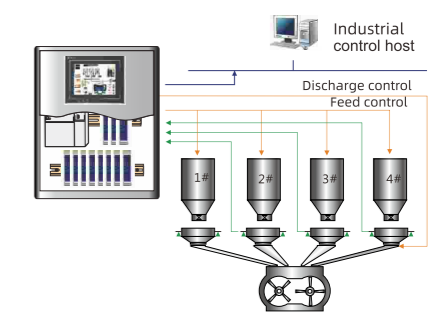 Industrial
control host
Discharge control
Feed control
1#
2#
3#
4#